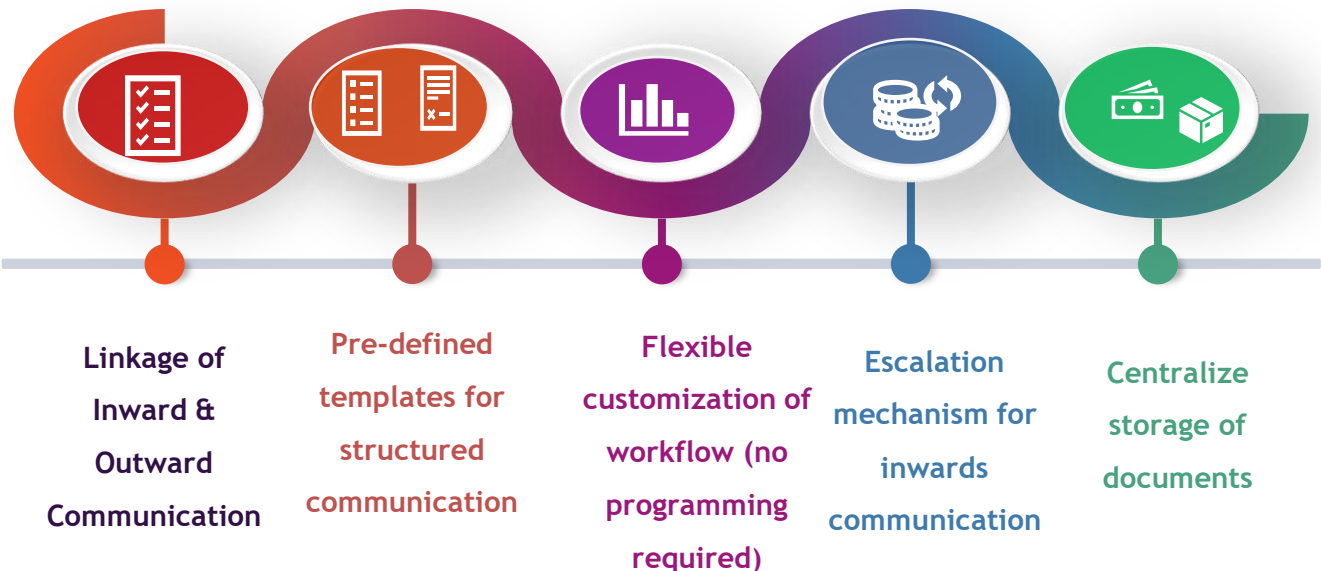 Linkage of
Inward &
Outward
Communication
Pre-defined
templates for
structured
communication
Flexible
customization of
workflow (no
programming
required)
Escalation
mechanism for
inwards
communication
Centralize
storage of
documents